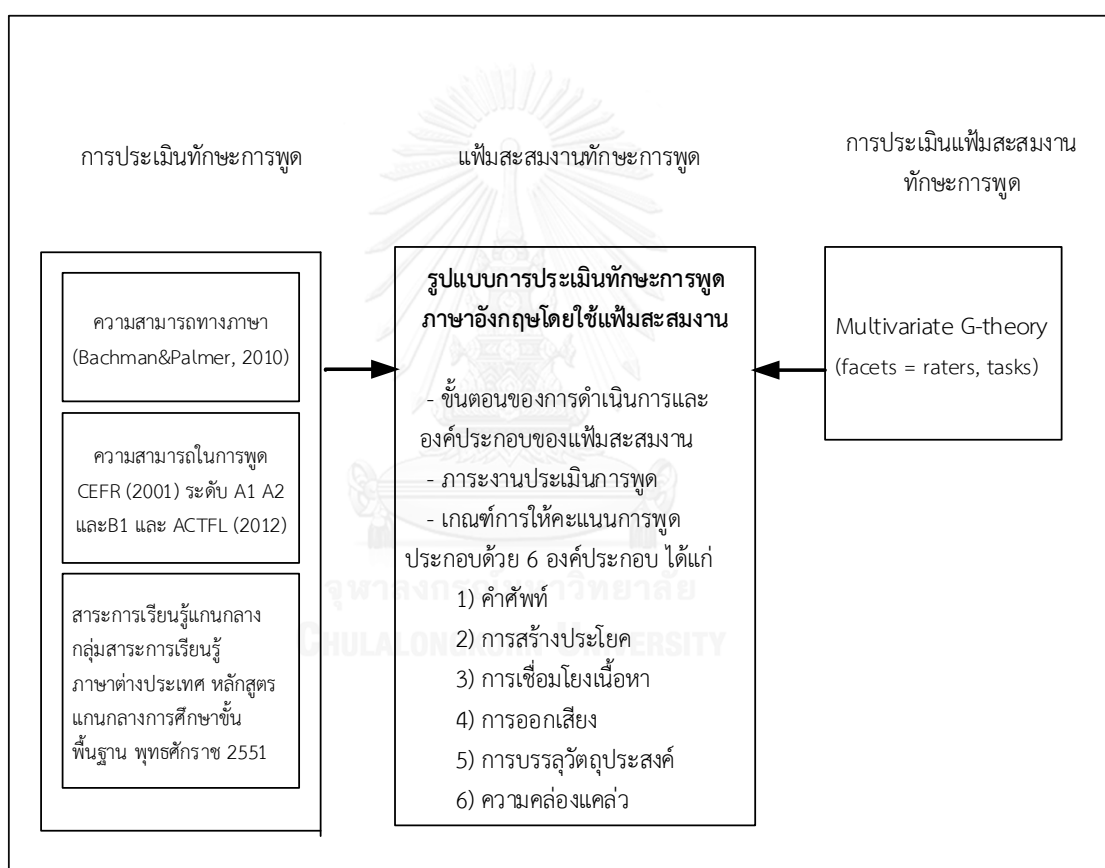 การประเมินทักษะการพูด
แฟ้มสะสมงานทักษะการพูด
การประเมินแฟ้มสะสมงาน
ทักษะการพูด
ความสามารถทางภาษา
(Bachman&Palmer, 2010)
ความสามารถในการพูด
CEFR (2001) ระดับ A1 A2
และB1 และ ACTFL (2012)
สาระการเรียนรู้แกนกลาง
กลุ่มสาระการเรียนรู้
ภาษาต่างประเทศ หลักสูตร
แกนกลางการศึกษาขั้น
พื้นฐาน พุทธศักราช 2551
รูปแบบการประเมินทักษะการพูด
ภาษาอังกฤษโดยใช้แฟ้มสะสมงาน
- ขั้นตอนของการดำเนินการและ
องค์ประกอบของแฟ้มสะสมงาน
- ภาระงานประเมินการพูด
- เกณฑ์การให้คะแนนการพูด
ประกอบด้วย 6 องค์ประกอบ ได้แก่
1) คำศัพท์
2) การสร้างประโยค
3) การเชื่อมโยงเนื้อหา
4) การออกเสียง
5) การบรรลุวัตถุประสงค์
6) ความคล่องแคล่ว
Multivariate G-theory
(facets = raters, tasks)
จุฬาลงกรณ์มหาวิทยาลัย
CHULALONGKORN UNIVERSITY